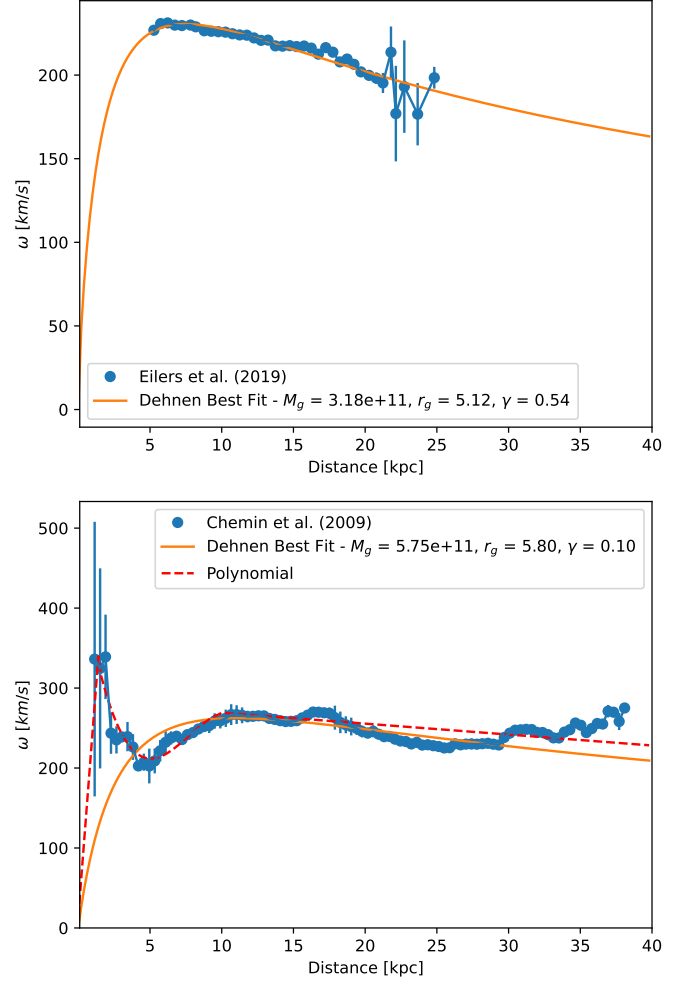 200
150
100
50
0
ω [km/s]
Eilers et al. (2019)
Dehnen Best Fit - M_g = 3.18e+11, r_g = 5.12, γ = 0.54
5 10 15 20 25 30 35 40
Distance [kpc]
500
400
300
200
100
0
ω [km/s]
Chemin et al. (2009)
Dehnen Best Fit - M_g = 5.75e+11, r_g = 5.80, γ = 0.10
Polynomial
5 10 15 20 25 30 35 40
Distance [kpc]